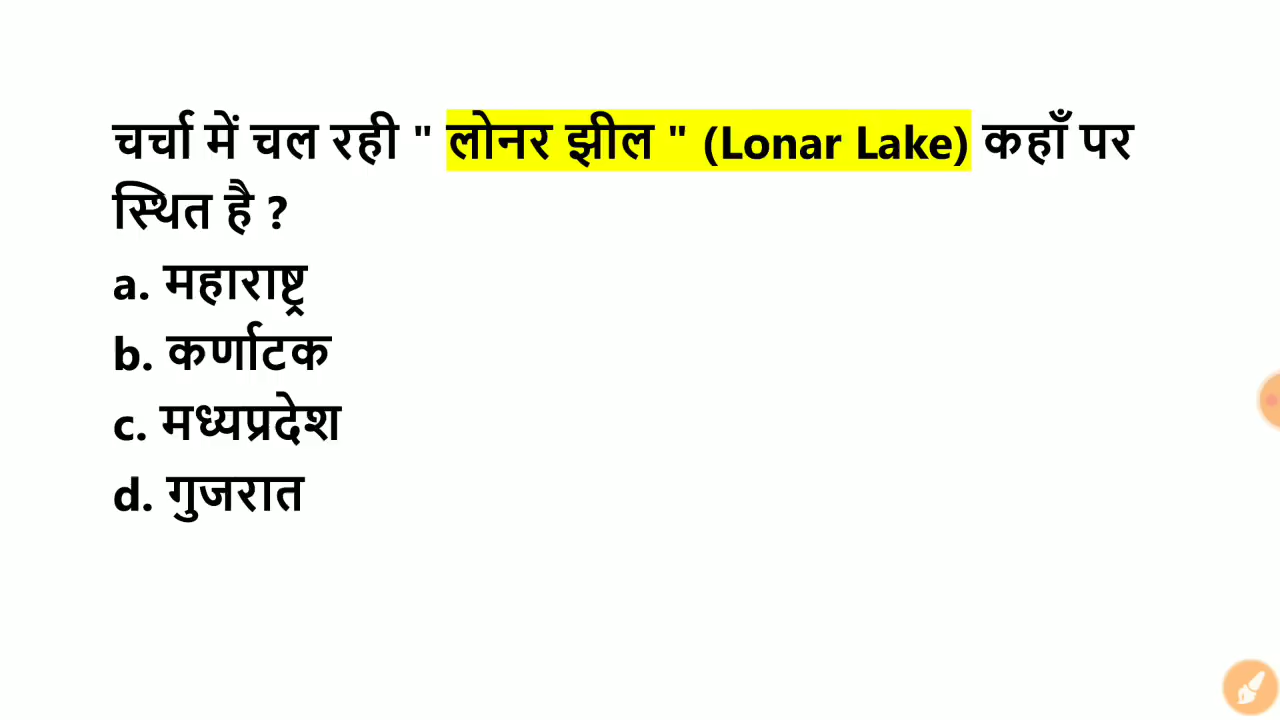 चर्चा में चल रही " लोनर झील " (Lonar Lake) कहाँ पर
स्थित है ?
a. महाराष्ट्र
b. कर्णाटक
c. मध्यप्रदेश
d. गुजरात